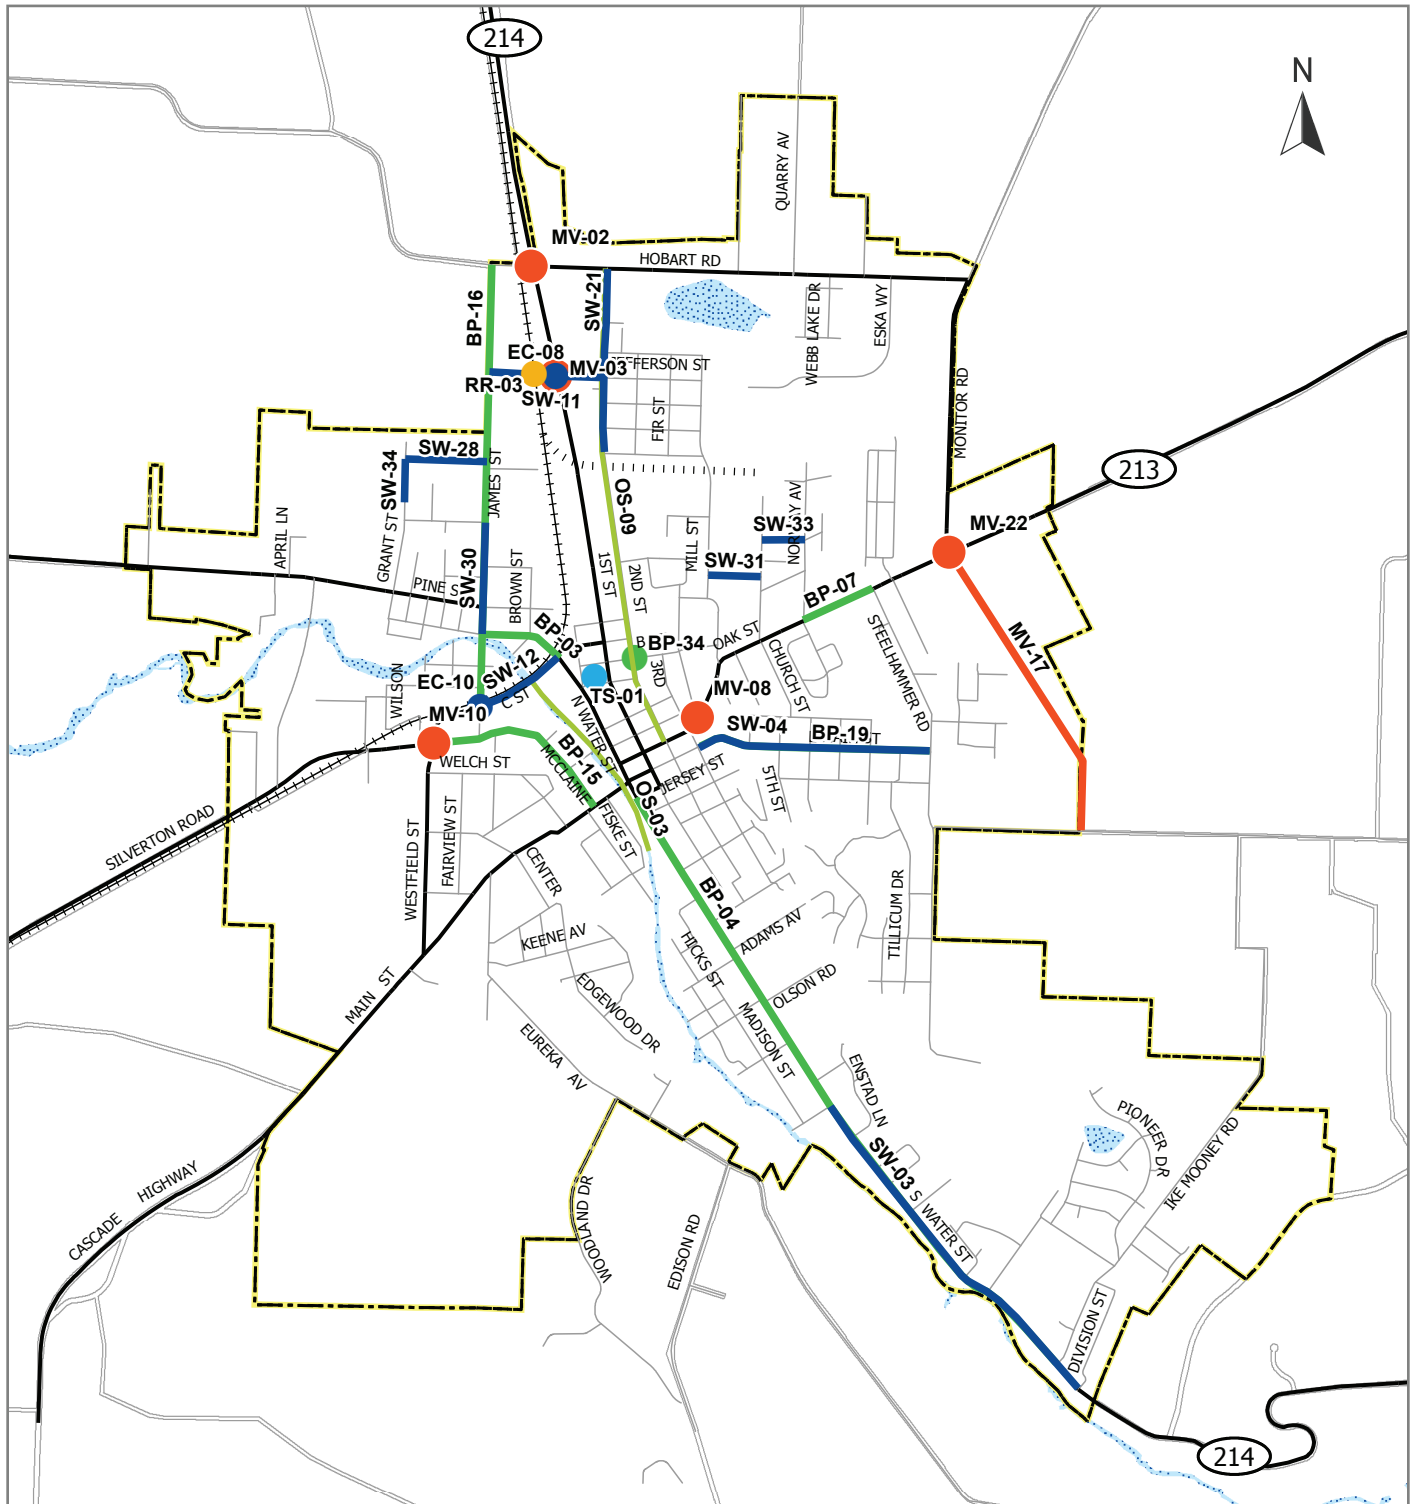 214
N
QUARRY AV
MV-02
HOBART RD
BP-16
SW-21
WEBB LAKE DR
ESKA WY
EC-08
MV-03
JEFFERSON ST
RR-03
SW-11
FIR ST
MONITOR RD
SW-28
SW-34
JAMES ST
213
OS-09
APRIL LN
GRANT ST
MILL ST
SW-33
NORWAY AV
MV-22
SW-31
PINE ST
SW-30
BROWN ST
1ST ST
2ND ST
BP-07
BP-03
B
BP-34
OAK ST
CHURCH ST
STEELHAMMER RD
MV-17
3RD
WILSON
EC-10
SW-12
C ST
TS-01
MV-08
MV-10
N WATER ST
SW-04
BP-19
WELCH ST
MCCLAINE
BP-15
JERSEY ST
5TH ST
OS-03
FISKE ST
SILVERTON ROAD
WESTFIELD ST
FAIRVIEW ST
CENTER
BP-04
TILLICUM DR
KEENE AV
ADAMS AV
HICKS ST
OLSON RD
EDGEWOOD DR
MAIN ST
MADISON ST
EUREKA AV
ENSTAD LN
PIONEER DR
SW-03
IKE MOONEY RD
CASCADE HIGHWAY
WOODLAND DR
S WATER ST
EDISON RD
DIVISION ST
214